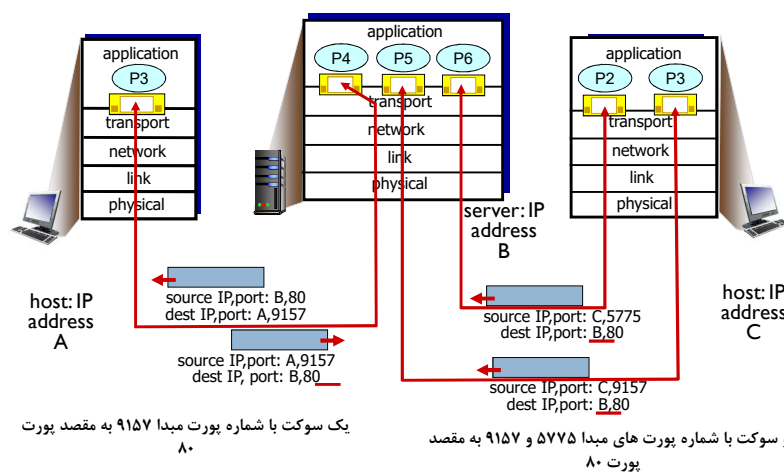 application
P3
transport
network
link
physical
host: IP
address
A
application
P4 P5 P6
transport
network
link
physical
server: IP
address
B
application
P2 P3
transport
network
link
physical
host: IP
address
C
source IP,port: B,80
dest IP,port: A,9157
source IP,port: A,9157
dest IP, port: B,80
source IP,port: C,5775
dest IP,port: B,80
source IP,port: C,9157
dest IP,port: B,80
یک سوکت با شماره پورت مبدا ۹۱۵۷ به مقصد پورت
۸۰
و سوکت با شماره پورت های مبدا ۵۷۷۵ و ۹۱۵۷ به مقصد
پورت ۸۰